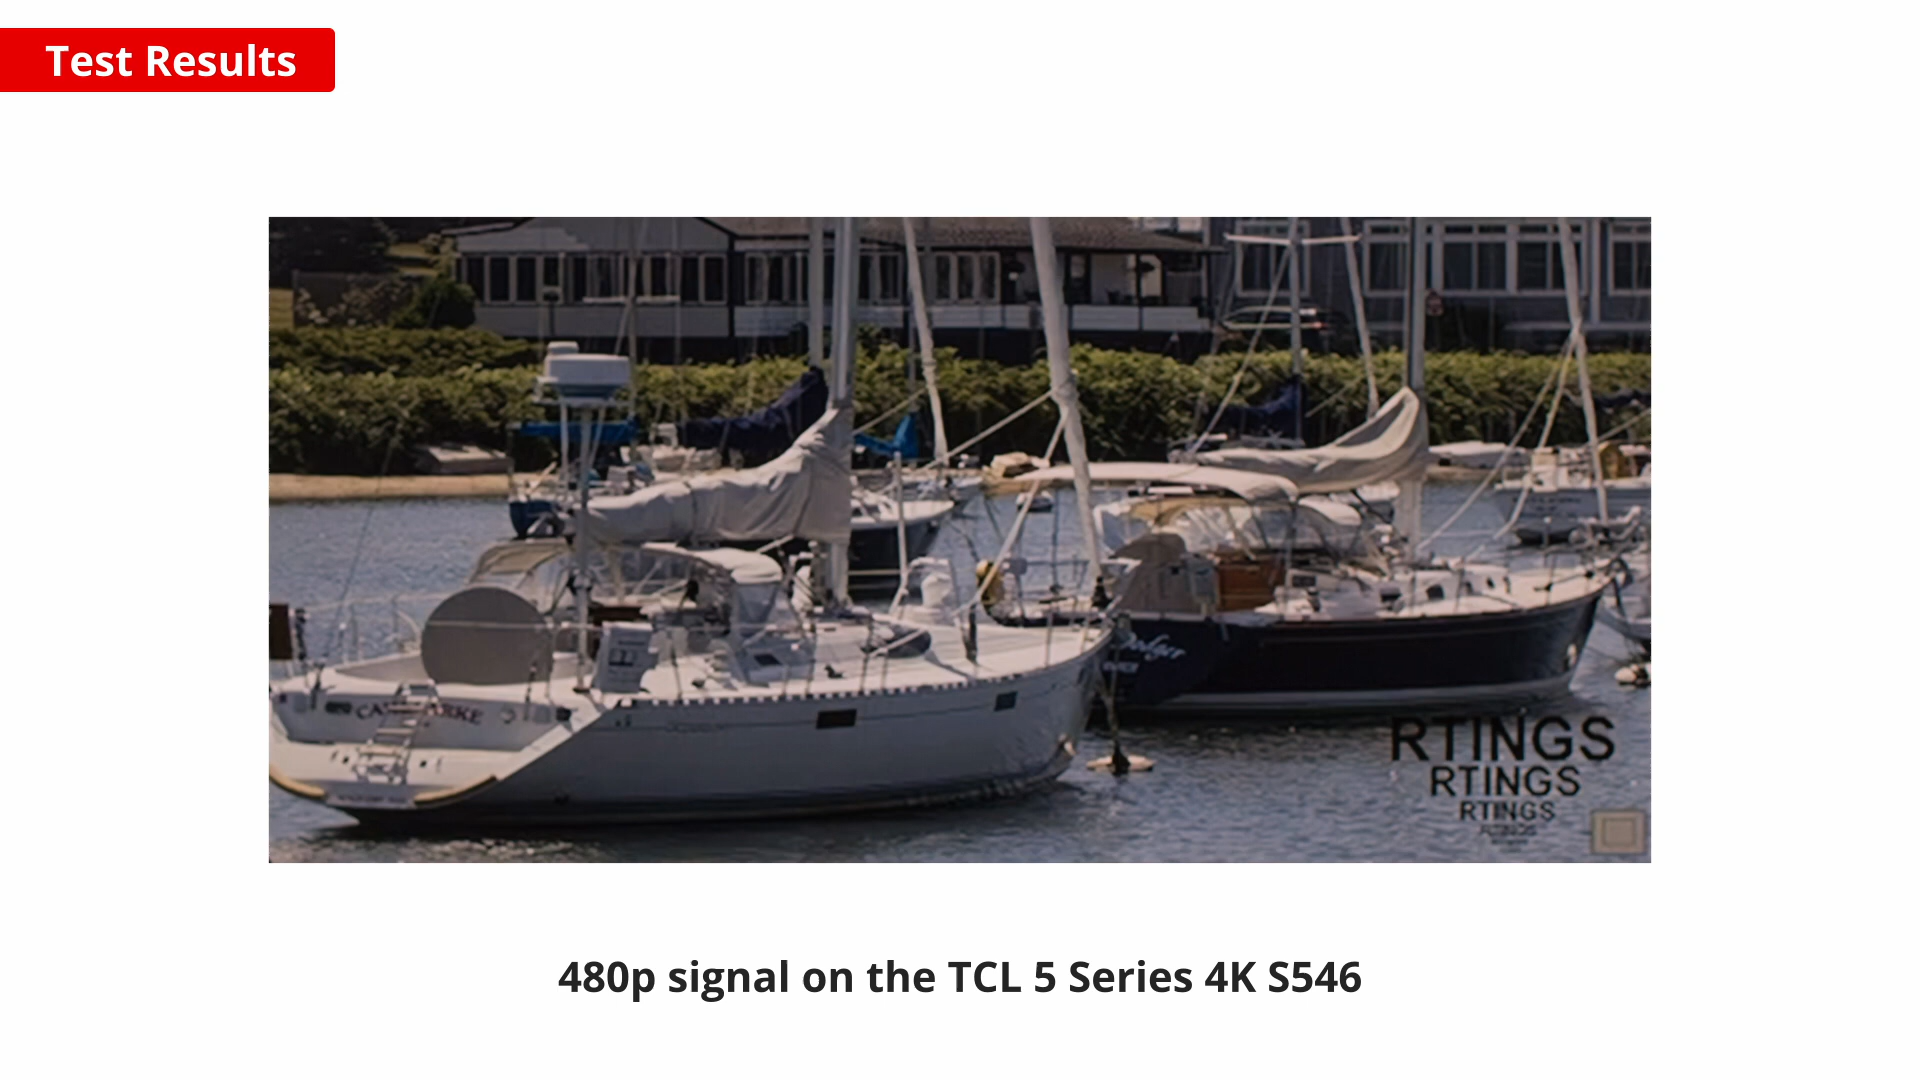 Test Results
RTINGS
RTINGS
RTINGS
480p signal on the TCL 5 Series 4K S546